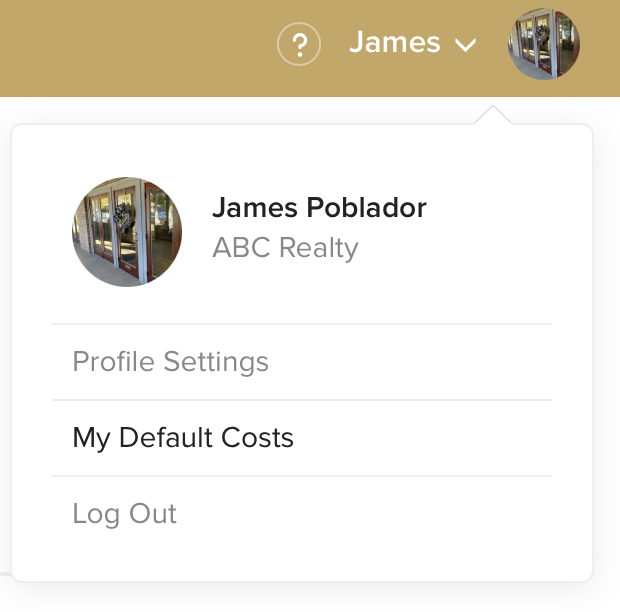 ?
James
James Poblador
ABC Realty
Profile Settings
My Default Costs
Log Out